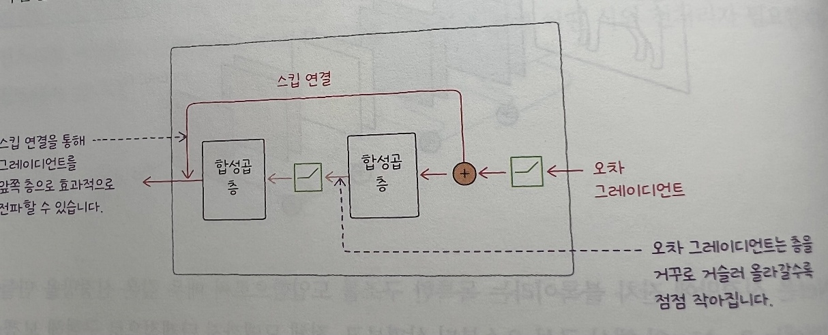 스킵 연결
스킵 연결을 통해
그레이디언트를
앞쪽 층으로 효과적으로
전파할 수 있습니다.
합성곱
층
합성곱
층
+
오차
그레이디언트
오차 그레이디언트는 층을
거꾸로 거슬러 올라갈수록
점점 작아집니다.